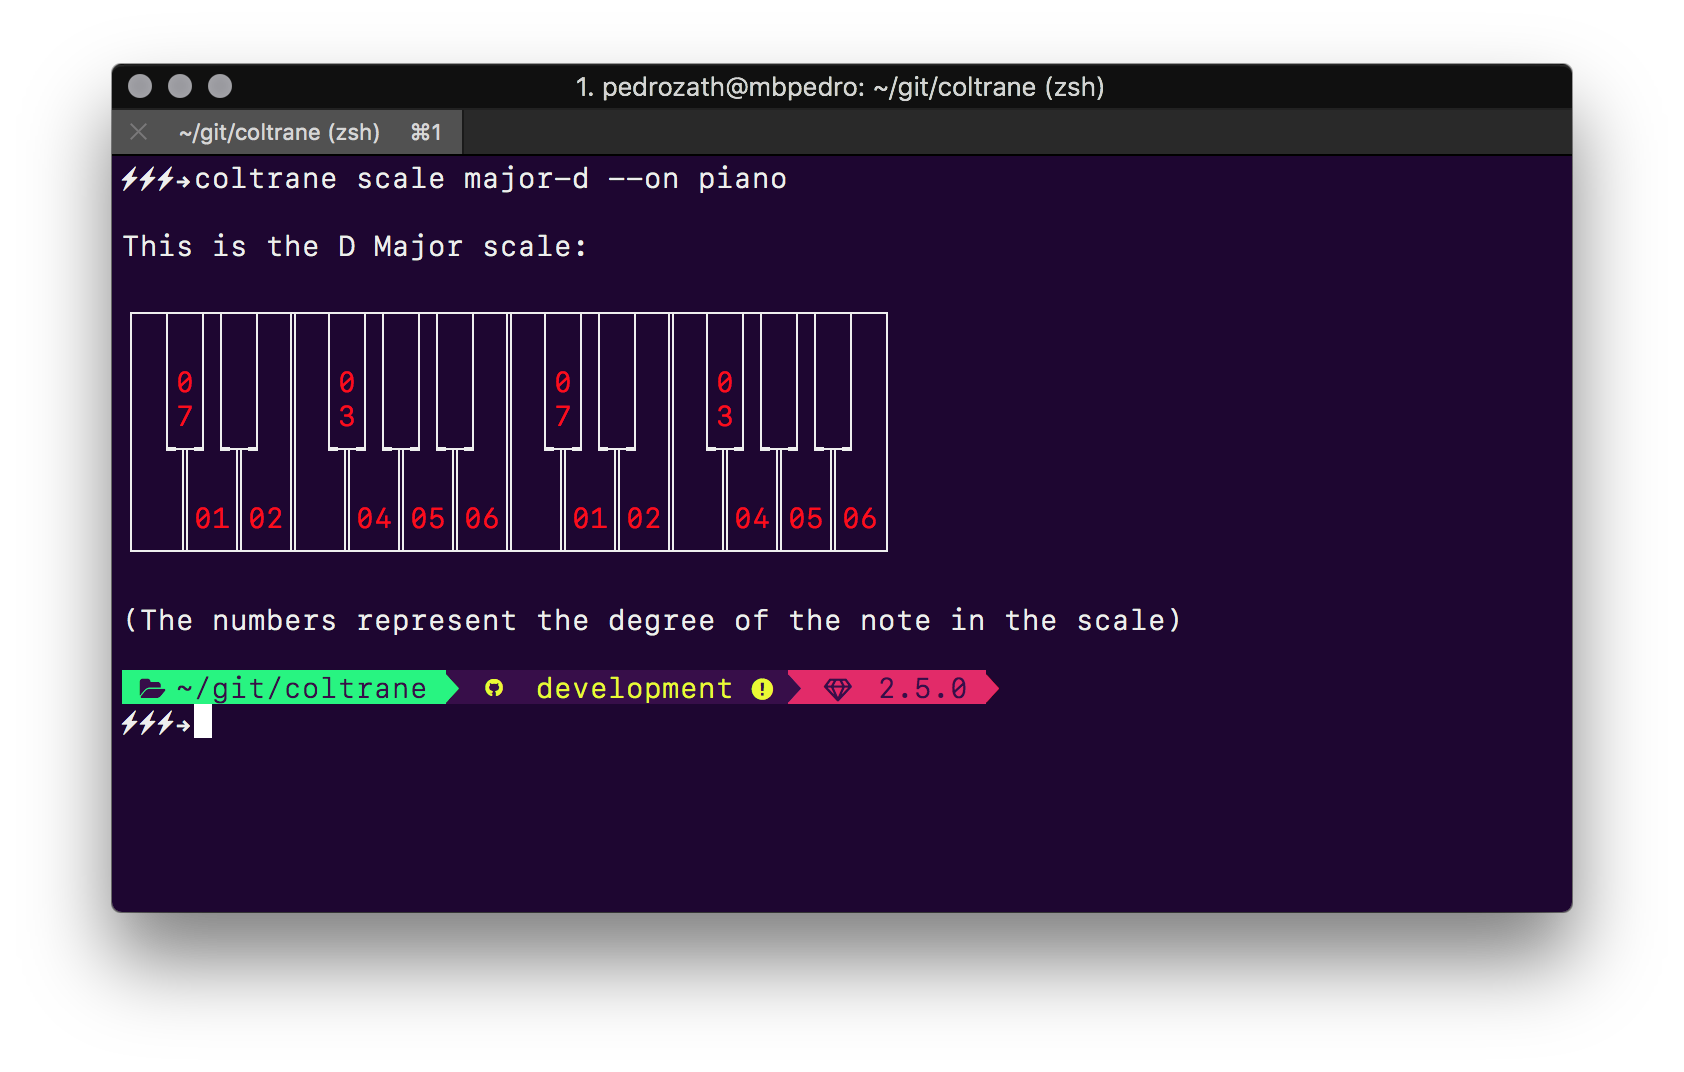 1. pedrozath@mbpedro: ~/git/coltrane (zsh)
~/git/coltrane (zsh) ⌘1
coltrane scale major-d --on piano
This is the D Major scale:
0 0 0 0
7 3 7 3
01 02 04 05 06 01 02 04 05 06
(The numbers represent the degree of the note in the scale)
~/git/coltrane development 2.5.0